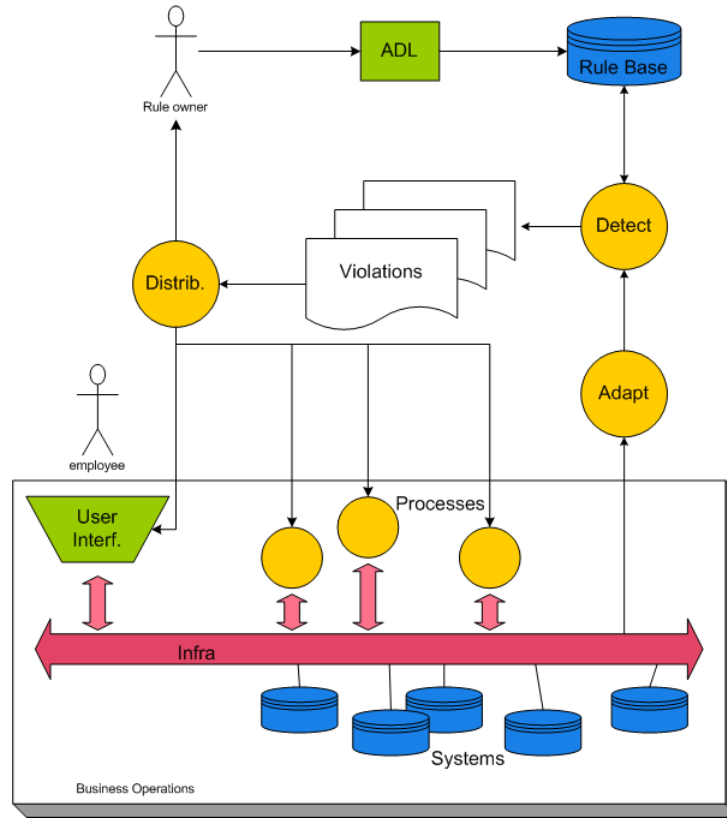 ADL
Rule Base
Rule owner
Detect
Violations
Distrib.
Adapt
employee
User
Interf.
Processes
Infra
Systems
Business Operations